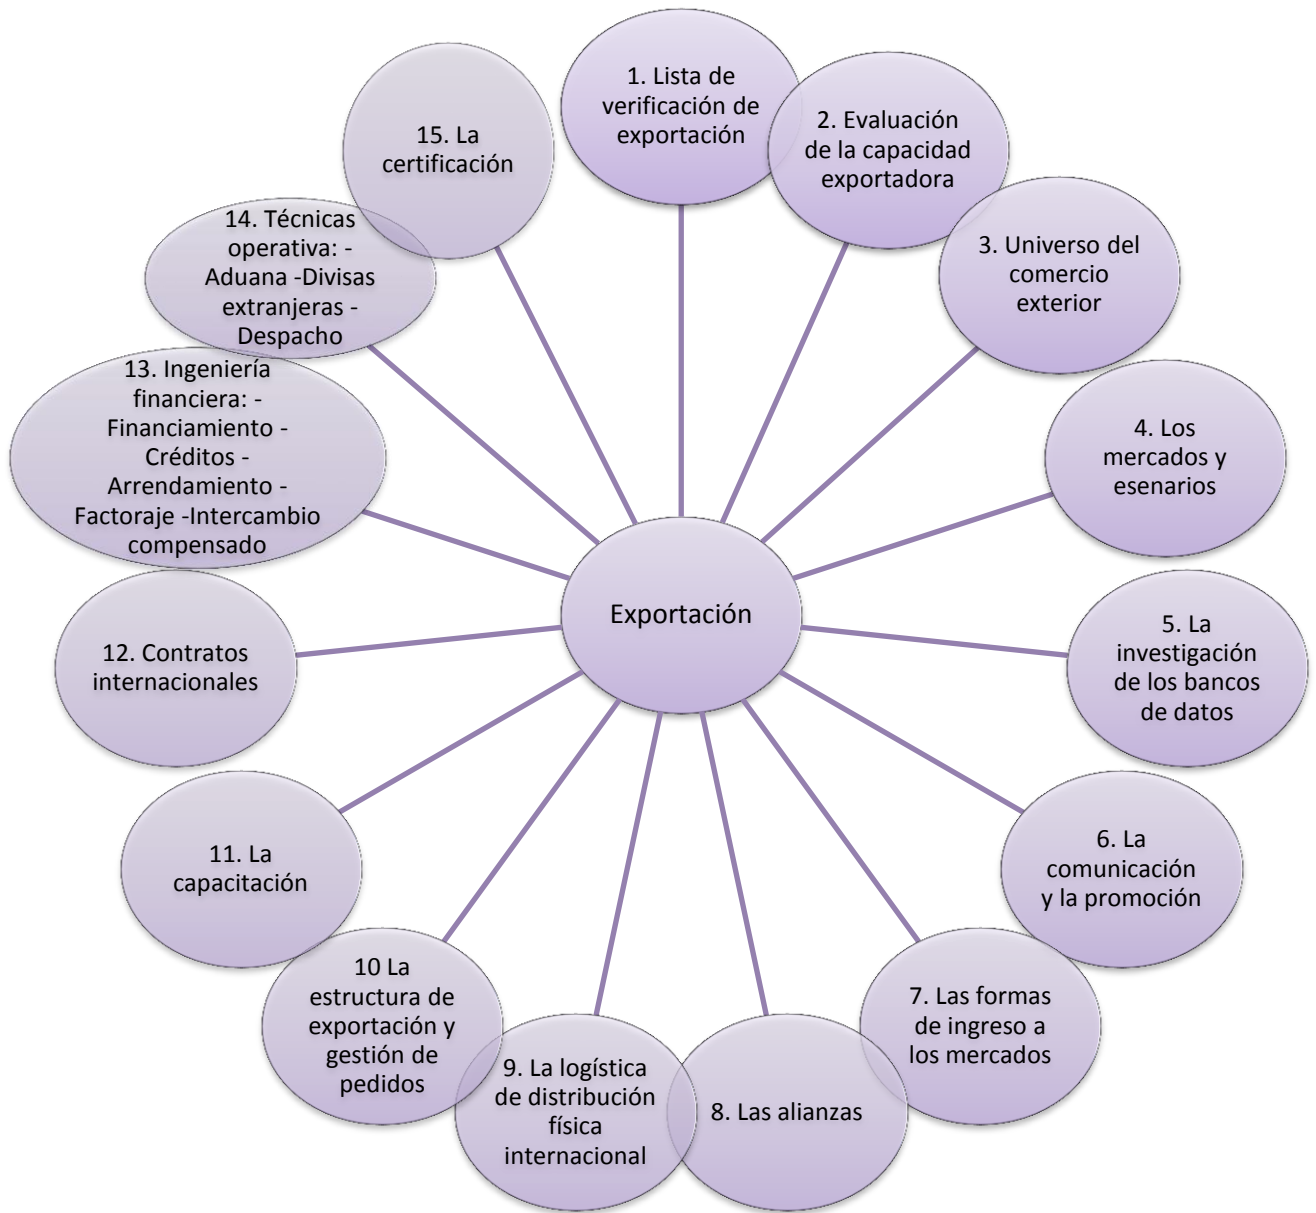 1. Lista de
verificación de
exportación
2. Evaluación
de la capacidad
exportadora
3. Universo del
comercio
exterior
4. Los
mercados y
esenarios
5. La
investigación
de los bancos
de datos
6. La
comunicación
y la promoción
7. Las formas
de ingreso a
los mercados
8. Las alianzas
9. La logística
de distribución
física
internacional
10 La
estructura de
exportación y
gestión de
pedidos
11. La
capacitación
12. Contratos
internacionales
13. Ingeniería
financiera: -
Financiamiento -
Créditos -
Arrendamiento -
Factoraje -Intercambio
compensado
14. Técnicas
operativa: -
Aduana -Divisas
extranjeras -
Despacho
15. La
certificación
Exportación